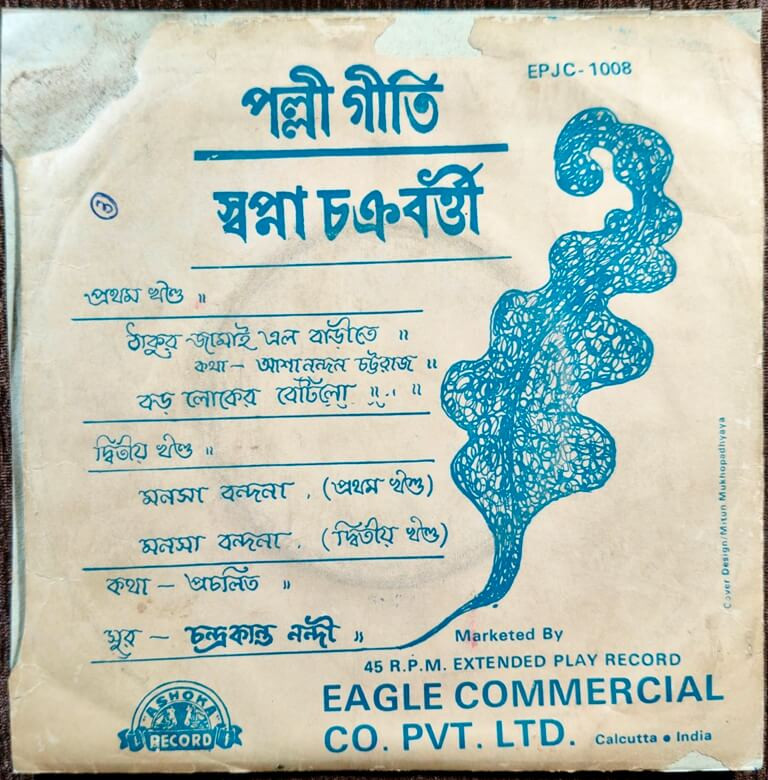 EPJC-1008
পল্লী গীতি
স্বপ্না চক্রবর্ত্তী
3
প্রথম খণ্ড ॥
ঠাকুর জামাই এল বাড়ীতে ॥
কথা – আশানন্দন চট্টরাজ ॥
বড় লোকের বেটিলো ॥.. ॥
দ্বিতীয় খণ্ড ॥
মনসা বন্দনা . (প্রথম খণ্ড)
মনসা বন্দনা . (দ্বিতীয় খণ্ড)
কথা – প্রচলিত ॥
সুর – চন্দ্রকান্ত নন্দী ॥
Cover Design/Mitun Mukhopadhyaya
Marketed By
45 R.P.M. EXTENDED PLAY RECORD
EAGLE COMMERCIAL
CO. PVT. LTD. Calcutta • India
ASHOKA
RECORD